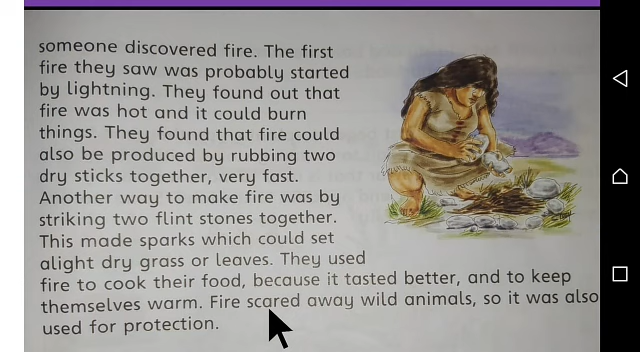 someone discovered fire. The first
fire they saw was probably started
by lightning. They found out that
fire was hot and it could burn
things. They found that fire could
also be produced by rubbing two
dry sticks together, very fast.
Another way to make fire was by
striking two flint stones together.
This made sparks which could set
alight dry grass or leaves. They used
fire to cook their food, because it tasted better, and to keep
themselves warm. Fire scared away wild animals, so it was also
used for protection.